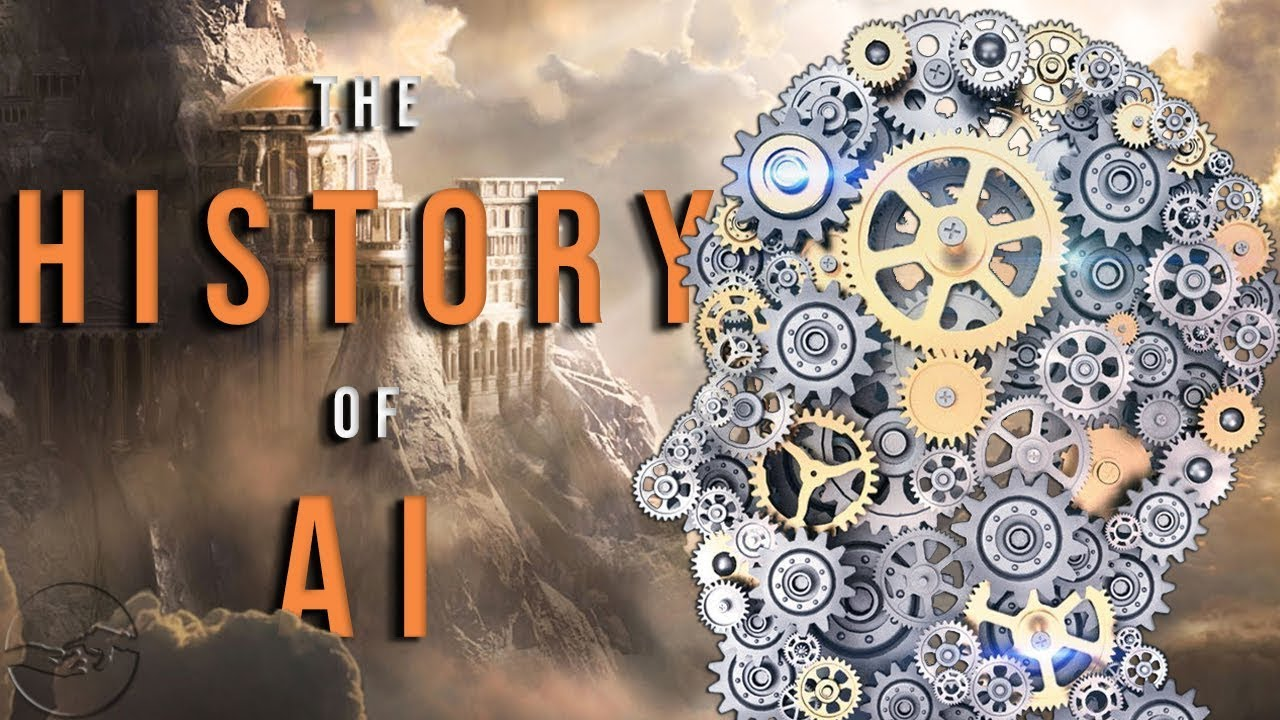 THE
HISTORY
OF
AI